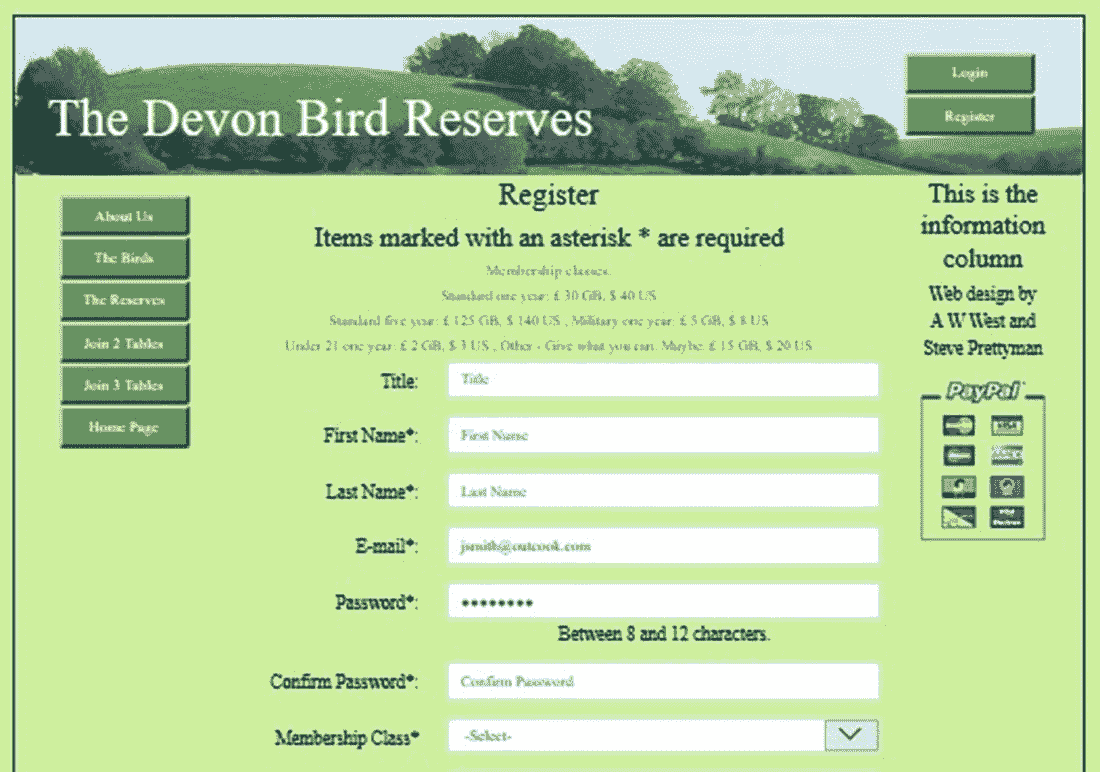 The Devon Bird Reserves
Login
Register
About Us
The Birds
The Reserves
Join 2 Tables
Join 3 Tables
Home Page
Register
Items marked with an asterisk * are required
Membership classes:
Standard one year: £ 30 GB, $ 40 US
Standard five year: £ 125 GB, $ 140 US , Military one year: £ 5 GB, $ 8 US
Under 21 one year: £ 2 GB, $ 3 US , Other - Give what you can. Maybe: £ 15 GB, $ 20 US
Title:
Title
First Name*:
First Name
Last Name*:
Last Name
E-mail*:
jsmith@outcook.com
Password*:
••••••••
Between 8 and 12 characters.
Confirm Password*:
Confirm Password
Membership Class*
-Select-
This is the
information
column
Web design by
A W West and
Steve Prettyman
PayPal
VISA